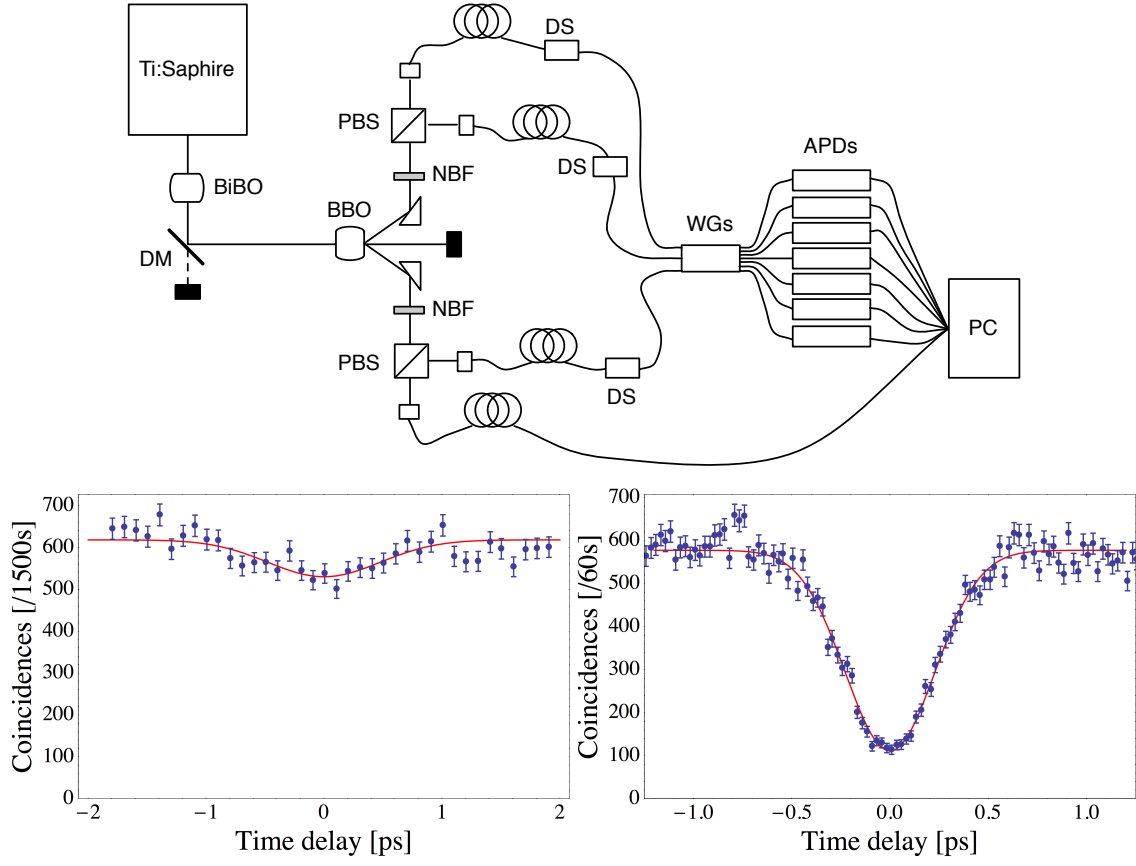 DS
Ti:Saphire
PBS
APDs
DS
NBF
BiBO
BBO
WGs
DM
NBF
PC
PBS
DS
Coincidences [/1500s]
700
600
500
400
300
200
100
0
−2
−1
0
1
2
Time delay [ps]
Coincidences [/60s]
700
600
500
400
300
200
100
0
−1.0
−0.5
0.0
0.5
1.0
Time delay [ps]